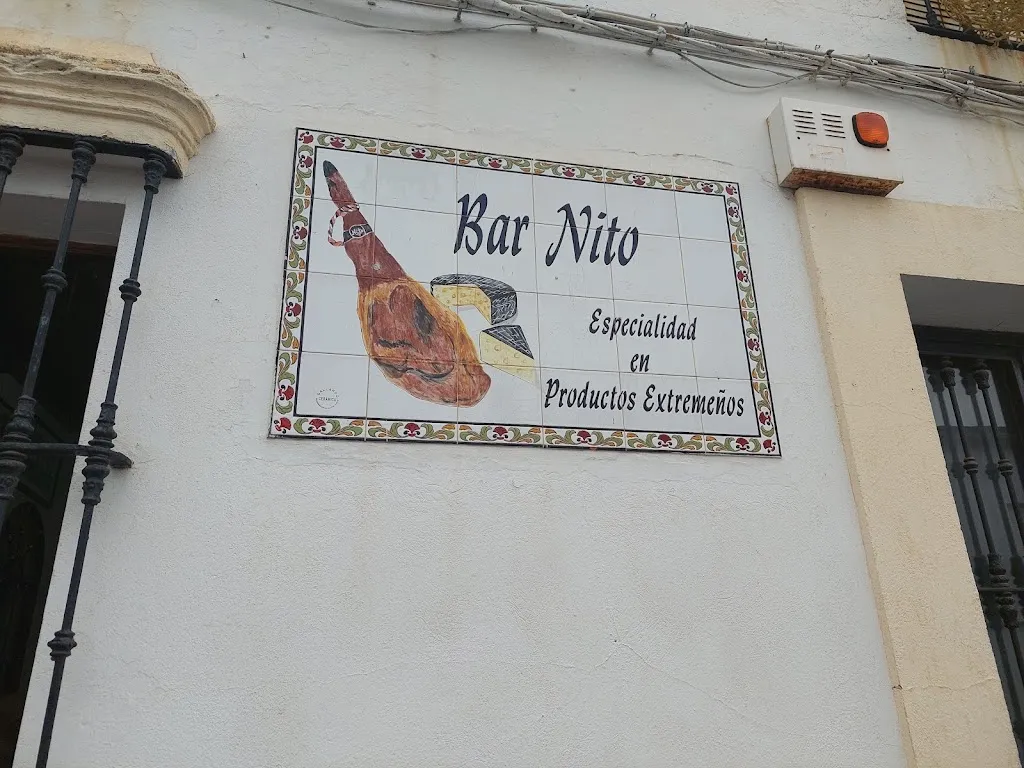 Bar Nito
Especialidad
en
Productos Extremeños